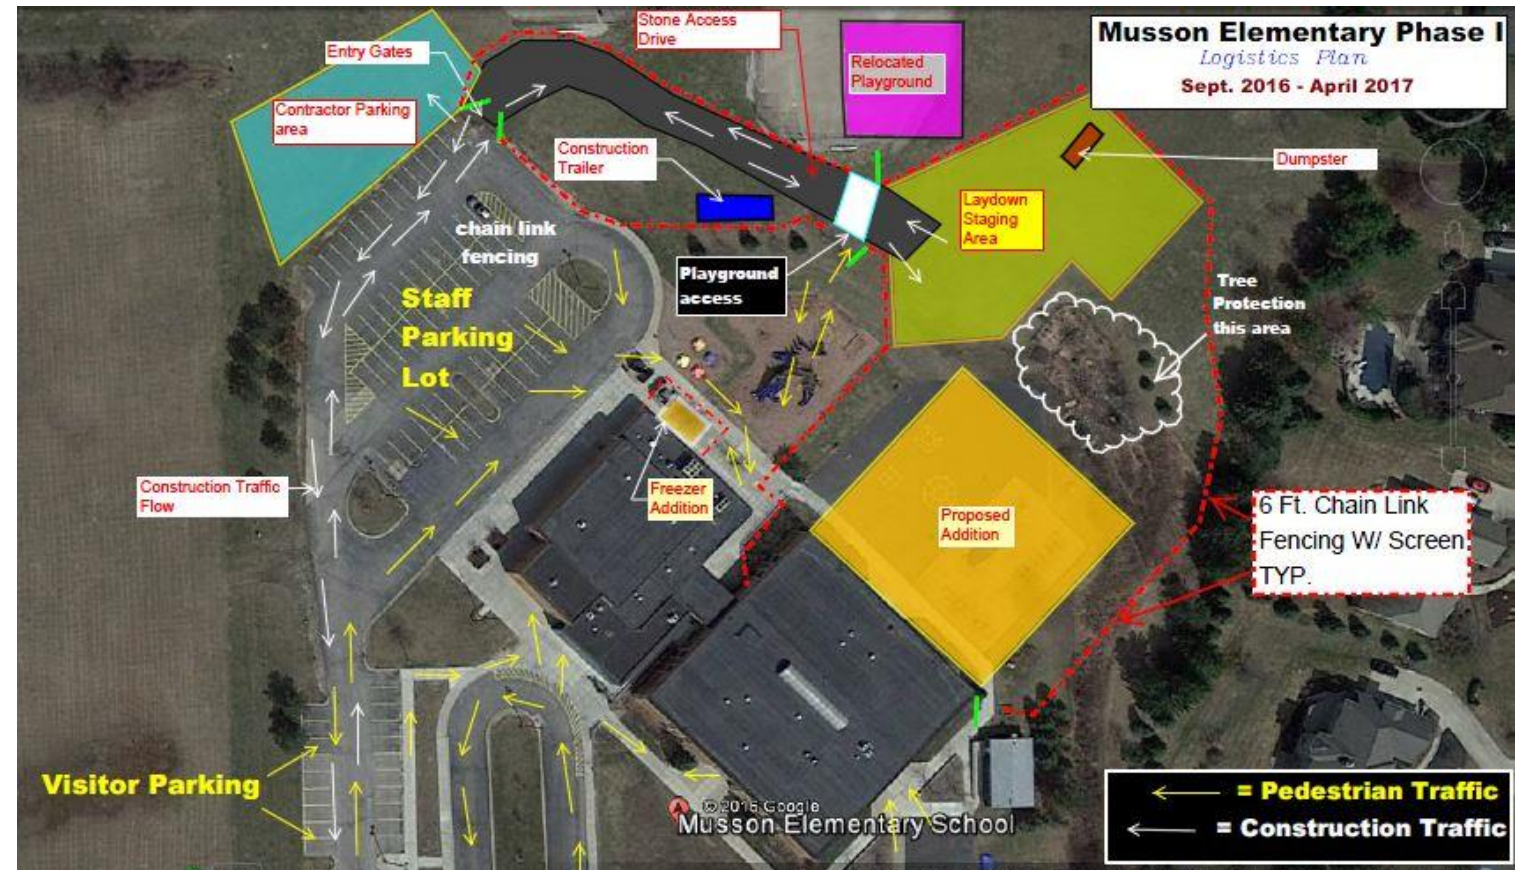 Musson Elementary Phase I
Logistics Plan
Sept. 2016 - April 2017
Stone Access
Drive
Entry Gates
Relocated
Playground
Contractor Parking
area
Construction
Trailer
Dumpster
Laydown
Staging
Area
chain link
fencing
Playground
access
Tree
Protection
this area
Staff
Parking
Lot
Construction Traffic
Flow
Freezer
Addition
Proposed
Addition
6 Ft. Chain Link
Fencing W/ Screen
TYP.
Visitor Parking
A
© 2016 Google
Musson Elementary School
= Pedestrian Traffic
= Construction Traffic